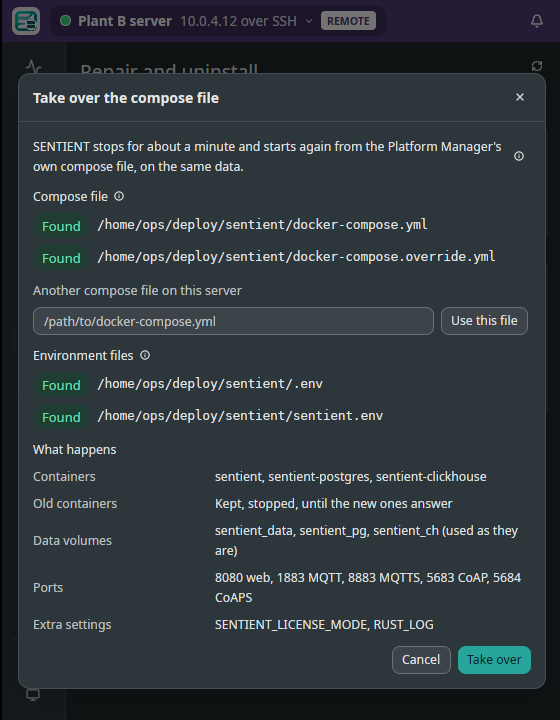 Plant B server 10.0.4.12 over SSH REMOTE
Repair and uninstall
Take over the compose file
SENTIENT stops for about a minute and starts again from the Platform Manager's
own compose file, on the same data.
Compose file
Found /home/ops/deploy/sentient/docker-compose.yml
Found /home/ops/deploy/sentient/docker-compose.override.yml
Another compose file on this server
/path/to/docker-compose.yml Use this file
Environment files
Found /home/ops/deploy/sentient/.env
Found /home/ops/deploy/sentient/sentient.env
What happens
Containers sentient, sentient-postgres, sentient-clickhouse
Old containers Kept, stopped, until the new ones answer
Data volumes sentient_data, sentient_pg, sentient_ch (used as they
are)
Ports 8080 web, 1883 MQTT, 8883 MQTTS, 5683 CoAP, 5684
CoAPS
Extra settings SENTIENT_LICENSE_MODE, RUST_LOG
Cancel Take over